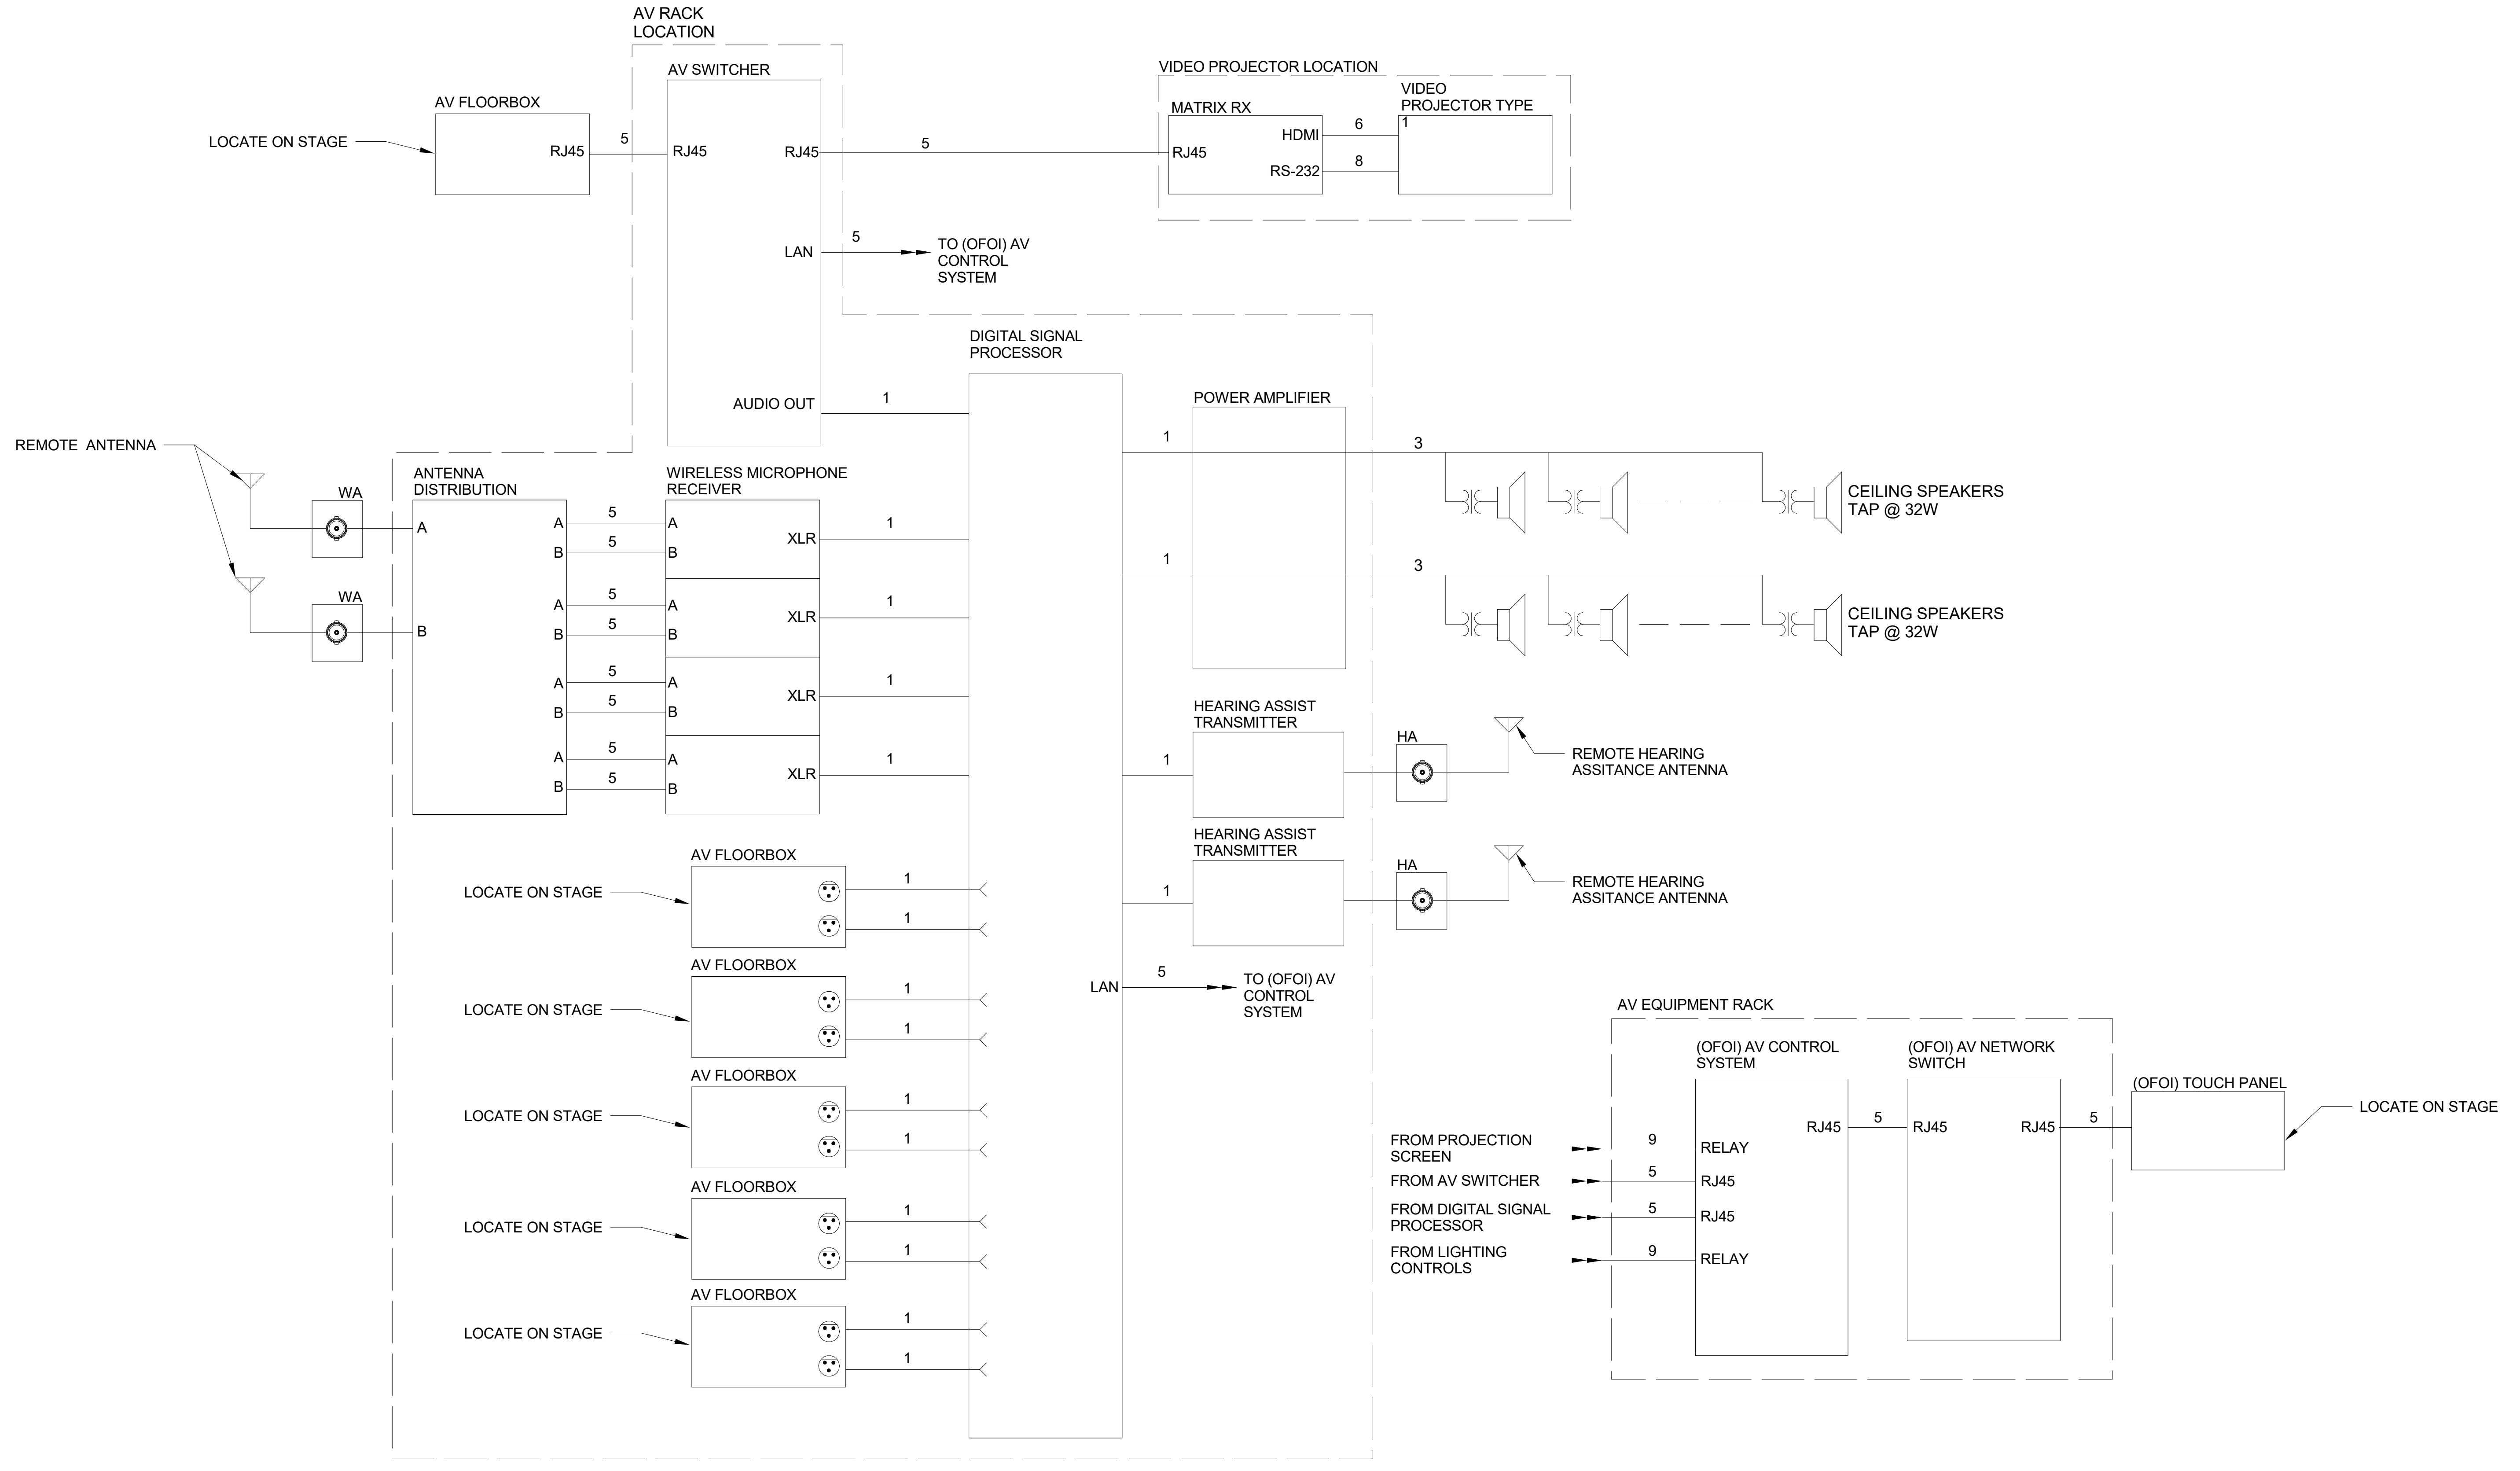 AV RACK
LOCATION
AV SWITCHER
RJ45
RJ45
LAN
AUDIO OUT
AV FLOORBOX
RJ45
LOCATE ON STAGE
5
5
VIDEO PROJECTOR LOCATION
MATRIX RX
RJ45
HDMI
RS-232
6
8
VIDEO
PROJECTOR TYPE
1
5
TO (OFOI) AV
CONTROL
SYSTEM
1
DIGITAL SIGNAL
PROCESSOR
REMOTE  ANTENNA
WA
WA
ANTENNA
DISTRIBUTION
A
B
A
B
A
B
A
B
A
B
5
5
5
5
5
5
5
5
WIRELESS MICROPHONE
RECEIVER
A
B
XLR
A
B
XLR
A
B
XLR
A
B
XLR
1
1
1
1
POWER AMPLIFIER
1
1
3
CEILING SPEAKERS
TAP @ 32W
3
CEILING SPEAKERS
TAP @ 32W
HEARING ASSIST
TRANSMITTER
1
HA
REMOTE HEARING
ASSITANCE ANTENNA
HEARING ASSIST
TRANSMITTER
1
HA
REMOTE HEARING
ASSITANCE ANTENNA
LAN
5
TO (OFOI) AV
CONTROL
SYSTEM
AV FLOORBOX
LOCATE ON STAGE
1
1
AV FLOORBOX
LOCATE ON STAGE
1
1
AV FLOORBOX
LOCATE ON STAGE
1
1
AV FLOORBOX
LOCATE ON STAGE
1
1
AV FLOORBOX
LOCATE ON STAGE
1
1
AV EQUIPMENT RACK
(OFOI) AV CONTROL
SYSTEM
RJ45
5
(OFOI) AV NETWORK
SWITCH
RJ45
RJ45
5
(OFOI) TOUCH PANEL
LOCATE ON STAGE
FROM PROJECTION
SCREEN
9
RELAY
FROM AV SWITCHER
5
RJ45
FROM DIGITAL SIGNAL
PROCESSOR
5
RJ45
FROM LIGHTING
CONTROLS
9
RELAY